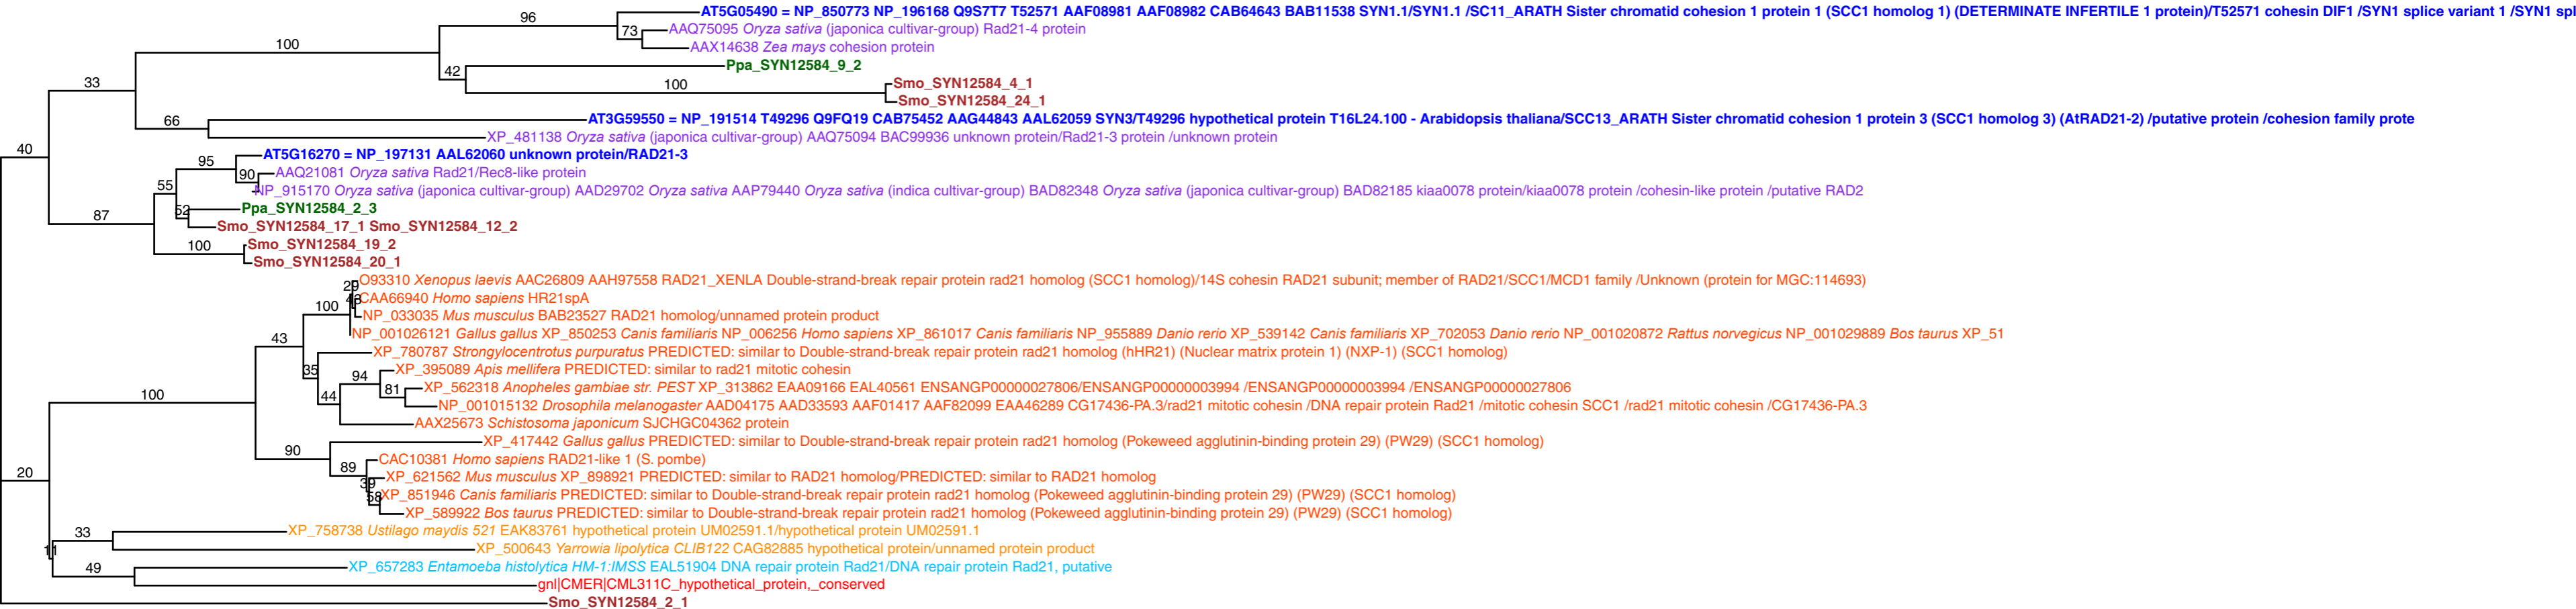 96
AT5G05490 = NP_850773 NP_196168 Q9S7T7 T52571 AAF08981 AAF08982 CAB64643 BAB11538 SYN1.1/SYN1.1 /SC11_ARATH Sister chromatid cohesion 1 protein 1 (SCC1 homolog 1) (DETERMINATE INFERTILE 1 protein)/T52571 cohesin DIF1 /SYN1 splice variant 1 /SYN1 spl
73
AAQ75095 Oryza sativa (japonica cultivar-group) Rad21-4 protein
100
AAX14638 Zea mays cohesion protein
42
Ppa_SYN12584_9_2
33
100
Smo_SYN12584_4_1
Smo_SYN12584_24_1
66
AT3G59550 = NP_191514 T49296 Q9FQ19 CAB75452 AAG44843 AAL62059 SYN3/T49296 hypothetical protein T16L24.100 - Arabidopsis thaliana/SCC13_ARATH Sister chromatid cohesion 1 protein 3 (SCC1 homolog 3) (AtRAD21-2) /putative protein /cohesion family prote
XP_481138 Oryza sativa (japonica cultivar-group) AAQ75094 BAC99936 unknown protein/Rad21-3 protein /unknown protein
40
95
AT5G16270 = NP_197131 AAL62060 unknown protein/RAD21-3
90
AAQ21081 Oryza sativa Rad21/Rec8-like protein
55
NP_915170 Oryza sativa (japonica cultivar-group) AAD29702 Oryza sativa AAP79440 Oryza sativa (indica cultivar-group) BAD82348 Oryza sativa (japonica cultivar-group) BAD82185 kiaa0078 protein/kiaa0078 protein /cohesin-like protein /putative RAD2
87
52
Ppa_SYN12584_2_3
Smo_SYN12584_17_1 Smo_SYN12584_12_2
100
Smo_SYN12584_19_2
Smo_SYN12584_20_1
29
O93310 Xenopus laevis AAC26809 AAH97558 RAD21_XENLA Double-strand-break repair protein rad21 homolog (SCC1 homolog)/14S cohesin RAD21 subunit; member of RAD21/SCC1/MCD1 family /Unknown (protein for MGC:114693)
100
CAA66940 Homo sapiens HR21spA
NP_033035 Mus musculus BAB23527 RAD21 homolog/unnamed protein product
43
NP_001026121 Gallus gallus XP_850253 Canis familiaris NP_006256 Homo sapiens XP_861017 Canis familiaris NP_955889 Danio rerio XP_539142 Canis familiaris XP_702053 Danio rerio NP_001020872 Rattus norvegicus NP_001029889 Bos taurus XP_51
XP_780787 Strongylocentrotus purpuratus PREDICTED: similar to Double-strand-break repair protein rad21 homolog (hHR21) (Nuclear matrix protein 1) (NXP-1) (SCC1 homolog)
35
94
XP_395089 Apis mellifera PREDICTED: similar to rad21 mitotic cohesin
81
XP_562318 Anopheles gambiae str. PEST XP_313862 EAA09166 EAL40561 ENSANGP00000027806/ENSANGP00000003994 /ENSANGP00000003994 /ENSANGP00000027806
100
44
NP_001015132 Drosophila melanogaster AAD04175 AAD33593 AAF01417 AAF82099 EAA46289 CG17436-PA.3/rad21 mitotic cohesin /DNA repair protein Rad21 /mitotic cohesin SCC1 /rad21 mitotic cohesin /CG17436-PA.3
AAX25673 Schistosoma japonicum SJCHGC04362 protein
90
XP_417442 Gallus gallus PREDICTED: similar to Double-strand-break repair protein rad21 homolog (Pokeweed agglutinin-binding protein 29) (PW29) (SCC1 homolog)
89
CAC10381 Homo sapiens RAD21-like 1 (S. pombe)
20
39
XP_621562 Mus musculus XP_898921 PREDICTED: similar to RAD21 homolog/PREDICTED: similar to RAD21 homolog
58
XP_851946 Canis familiaris PREDICTED: similar to Double-strand-break repair protein rad21 homolog (Pokeweed agglutinin-binding protein 29) (PW29) (SCC1 homolog)
XP_589922 Bos taurus PREDICTED: similar to Double-strand-break repair protein rad21 homolog (Pokeweed agglutinin-binding protein 29) (PW29) (SCC1 homolog)
33
XP_758738 Ustilago maydis 521 EAK83761 hypothetical protein UM02591.1/hypothetical protein UM02591.1
11
XP_500643 Yarrowia lipolytica CLIB122 CAG82885 hypothetical protein/unnamed protein product
49
XP_657283 Entamoeba histolytica HM-1:IMSS EAL51904 DNA repair protein Rad21/DNA repair protein Rad21, putative
gnl|CMER|CML311C_hypothetical_protein,_conserved
Smo_SYN12584_2_1